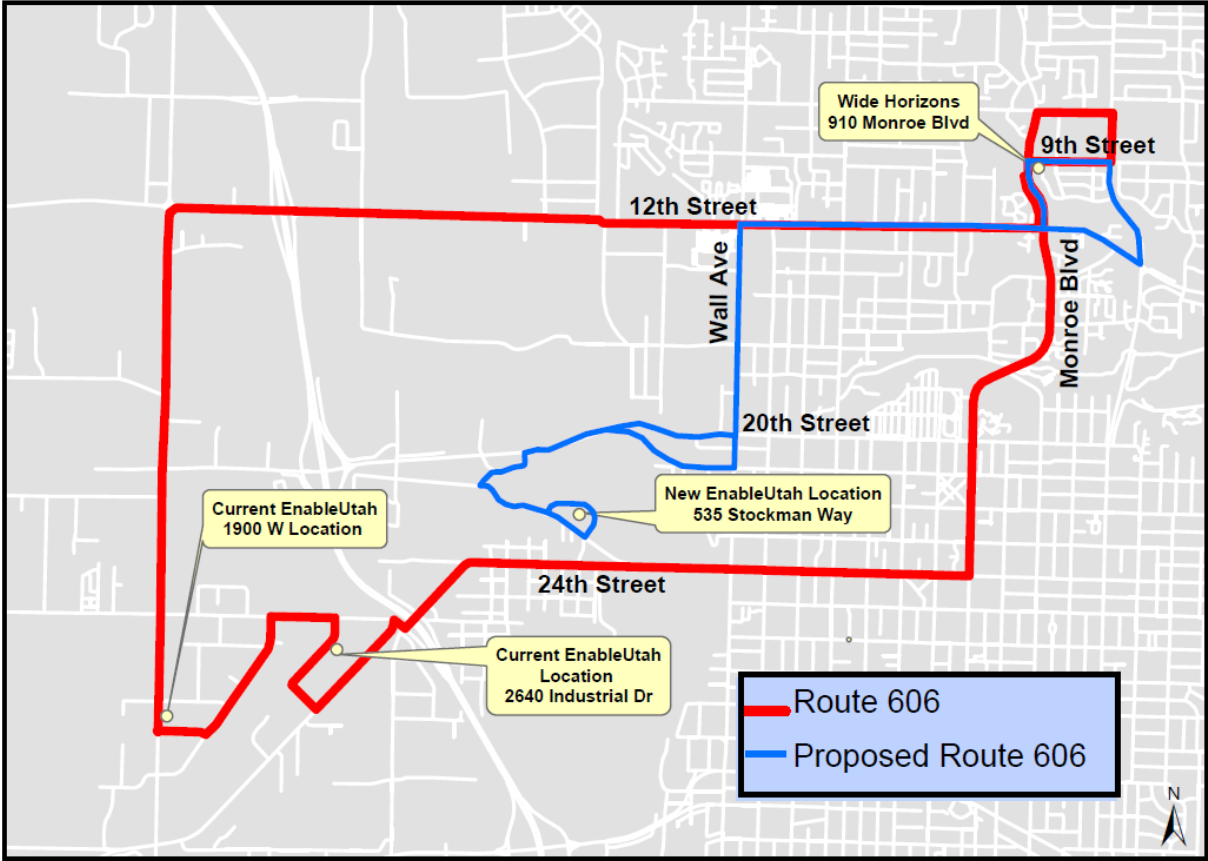 Wide Horizons
910 Monroe Blvd
9th Street
12th Street
Wall Ave
Monroe Blvd
20th Street
Current EnableUtah
1900 W Location
New EnableUtah Location
535 Stockman Way
24th Street
Current EnableUtah
Location
2640 Industrial Dr
Route 606
Proposed Route 606
N